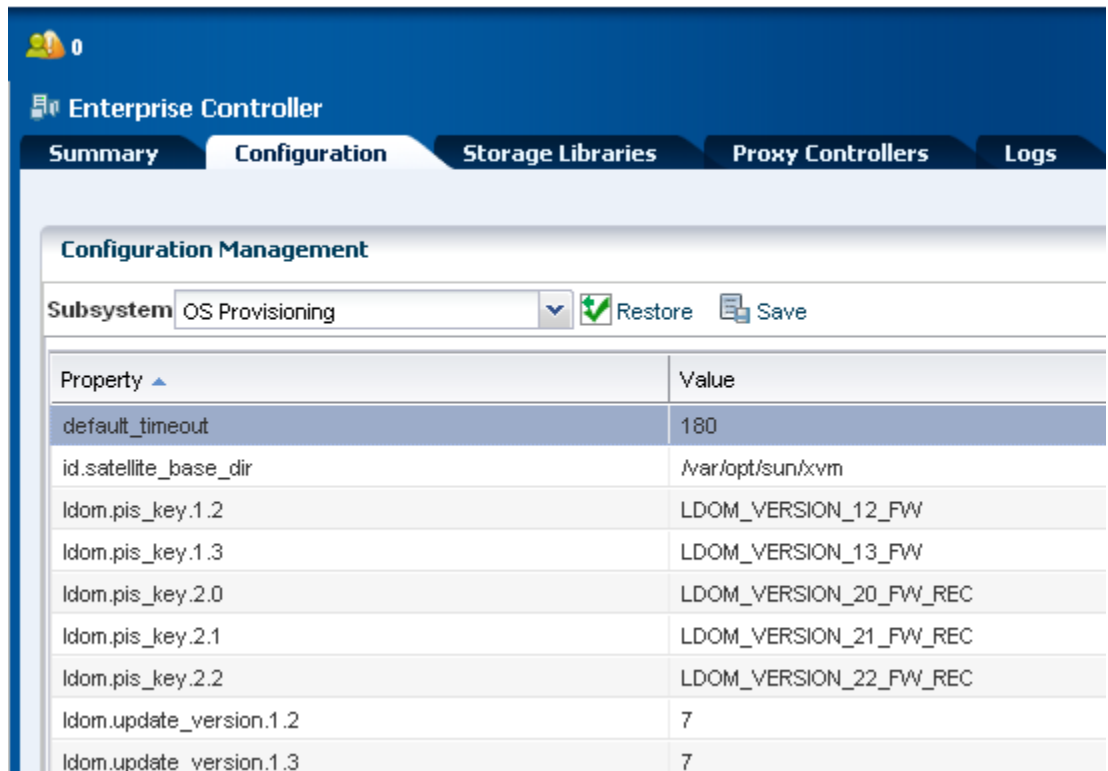 0
Enterprise Controller
Summary Configuration Storage Libraries Proxy Controllers Logs
Configuration Management
Subsystem OS Provisioning Restore Save
Property Value
default_timeout 180
id.satellite_base_dir /var/opt/sun/xvm
ldom.pis_key.1.2 LDOM_VERSION_12_FW
ldom.pis_key.1.3 LDOM_VERSION_13_FW
ldom.pis_key.2.0 LDOM_VERSION_20_FW_REC
ldom.pis_key.2.1 LDOM_VERSION_21_FW_REC
ldom.pis_key.2.2 LDOM_VERSION_22_FW_REC
ldom.update_version.1.2 7
ldom.update_version.1.3 7